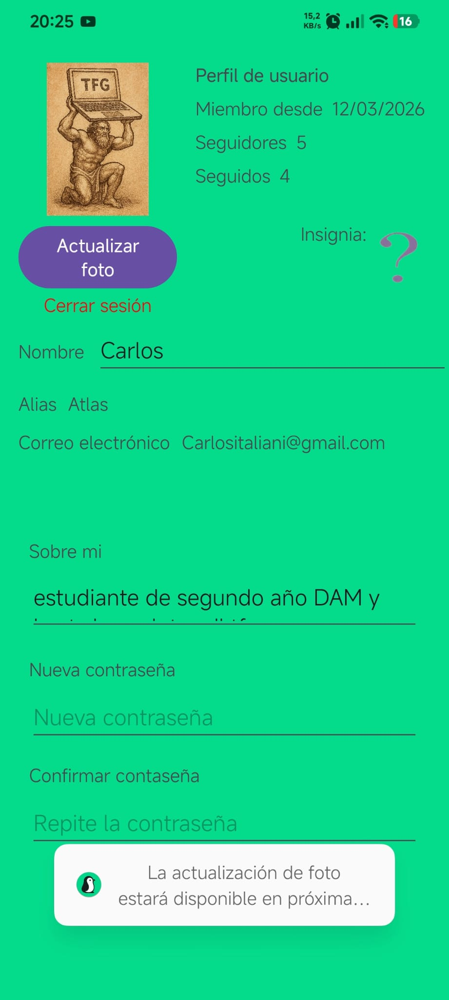 20:25
15,2
KB/s
16
TFG
Perfil de usuario
Miembro desde 12/03/2026
Seguidores 5
Seguidos 4
Actualizar
foto
Insignia:
?
Cerrar sesión
Nombre Carlos
Alias Atlas
Correo electrónico Carlositaliani@gmail.com
Sobre mi
estudiante de segundo año DAM y
Nueva contraseña
Nueva contraseña
Confirmar contaseña
Repite la contraseña
La actualización de foto
estará disponible en próxima...